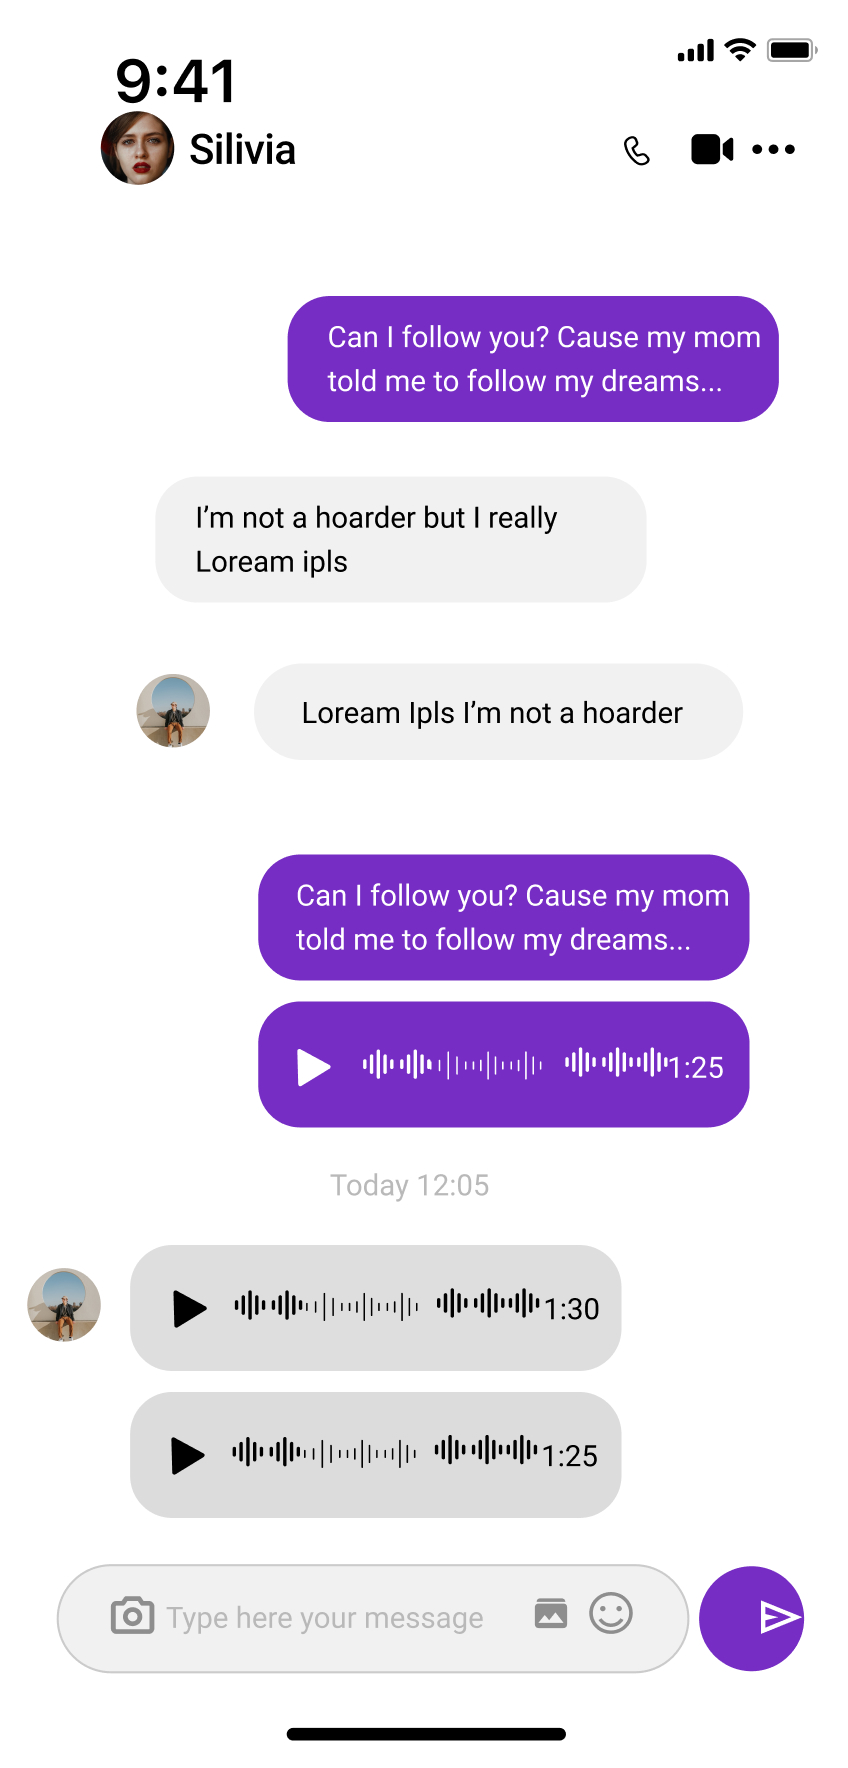 9:41
Silivia
Can I follow you? Cause my mom
told me to follow my dreams...
I’m not a hoarder but I really
Loream ipls
Loream Ipls I’m not a hoarder
Can I follow you? Cause my mom
told me to follow my dreams...
1:25
Today 12:05
1:30
1:25
Type here your message